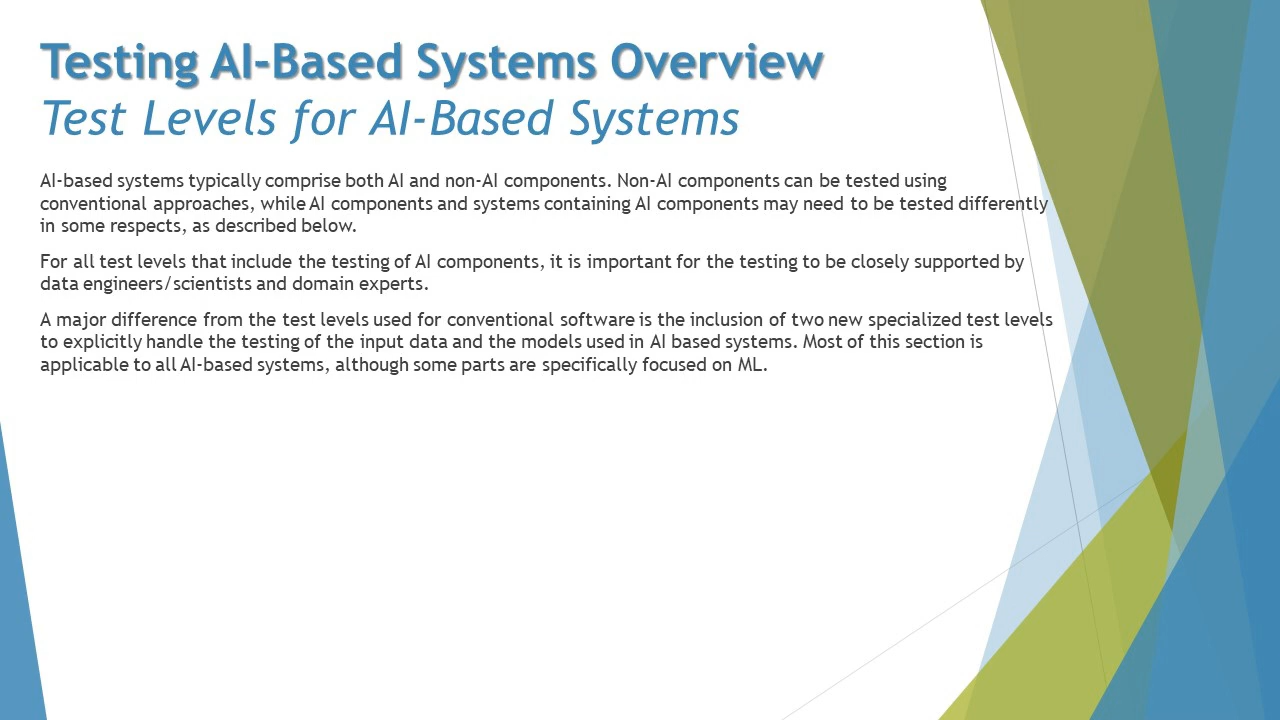 Testing AI-Based Systems Overview
Test Levels for AI-Based Systems
AI-based systems typically comprise both AI and non-AI components. Non-AI components can be tested using
conventional approaches, while AI components and systems containing AI components may need to be tested differently
in some respects, as described below.
For all test levels that include the testing of AI components, it is important for the testing to be closely supported by
data engineers/scientists and domain experts.
A major difference from the test levels used for conventional software is the inclusion of two new specialized test levels
to explicitly handle the testing of the input data and the models used in AI based systems. Most of this section is
applicable to all AI-based systems, although some parts are specifically focused on ML.